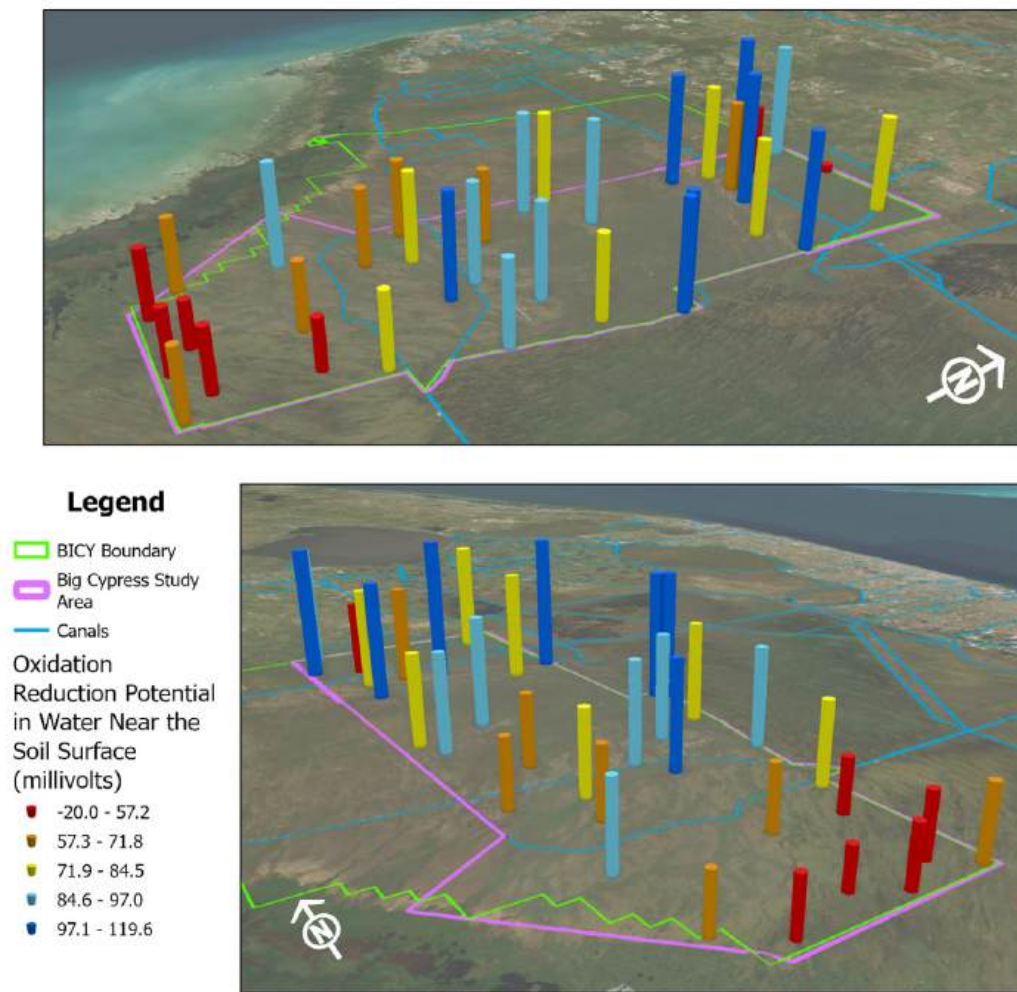 N
Legend
BICY Boundary
Big Cypress Study
Area
Canals
Oxidation
Reduction Potential
in Water Near the
Soil Surface
(millivolts)
-20.0 - 57.2
57.3 - 71.8
71.9 - 84.5
84.6 - 97.0
97.1 - 119.6
N